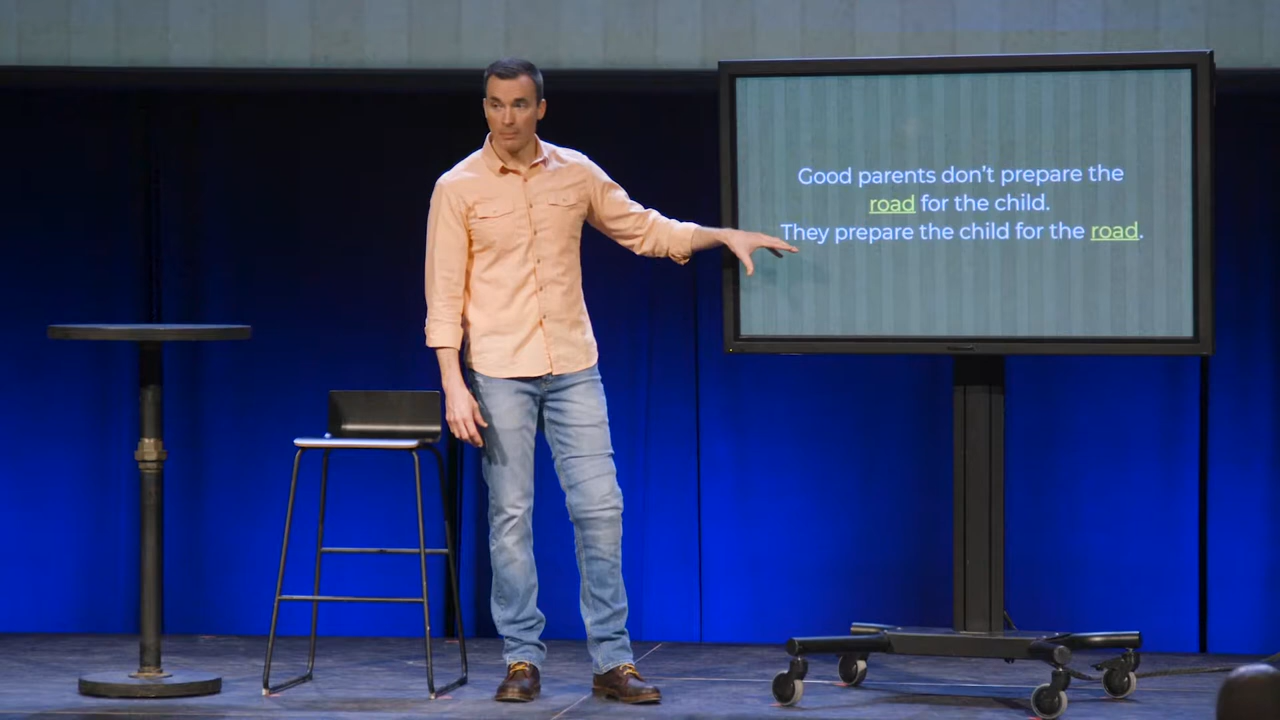 Good parents don't prepare the
road for the child.
They prepare the child for the road.